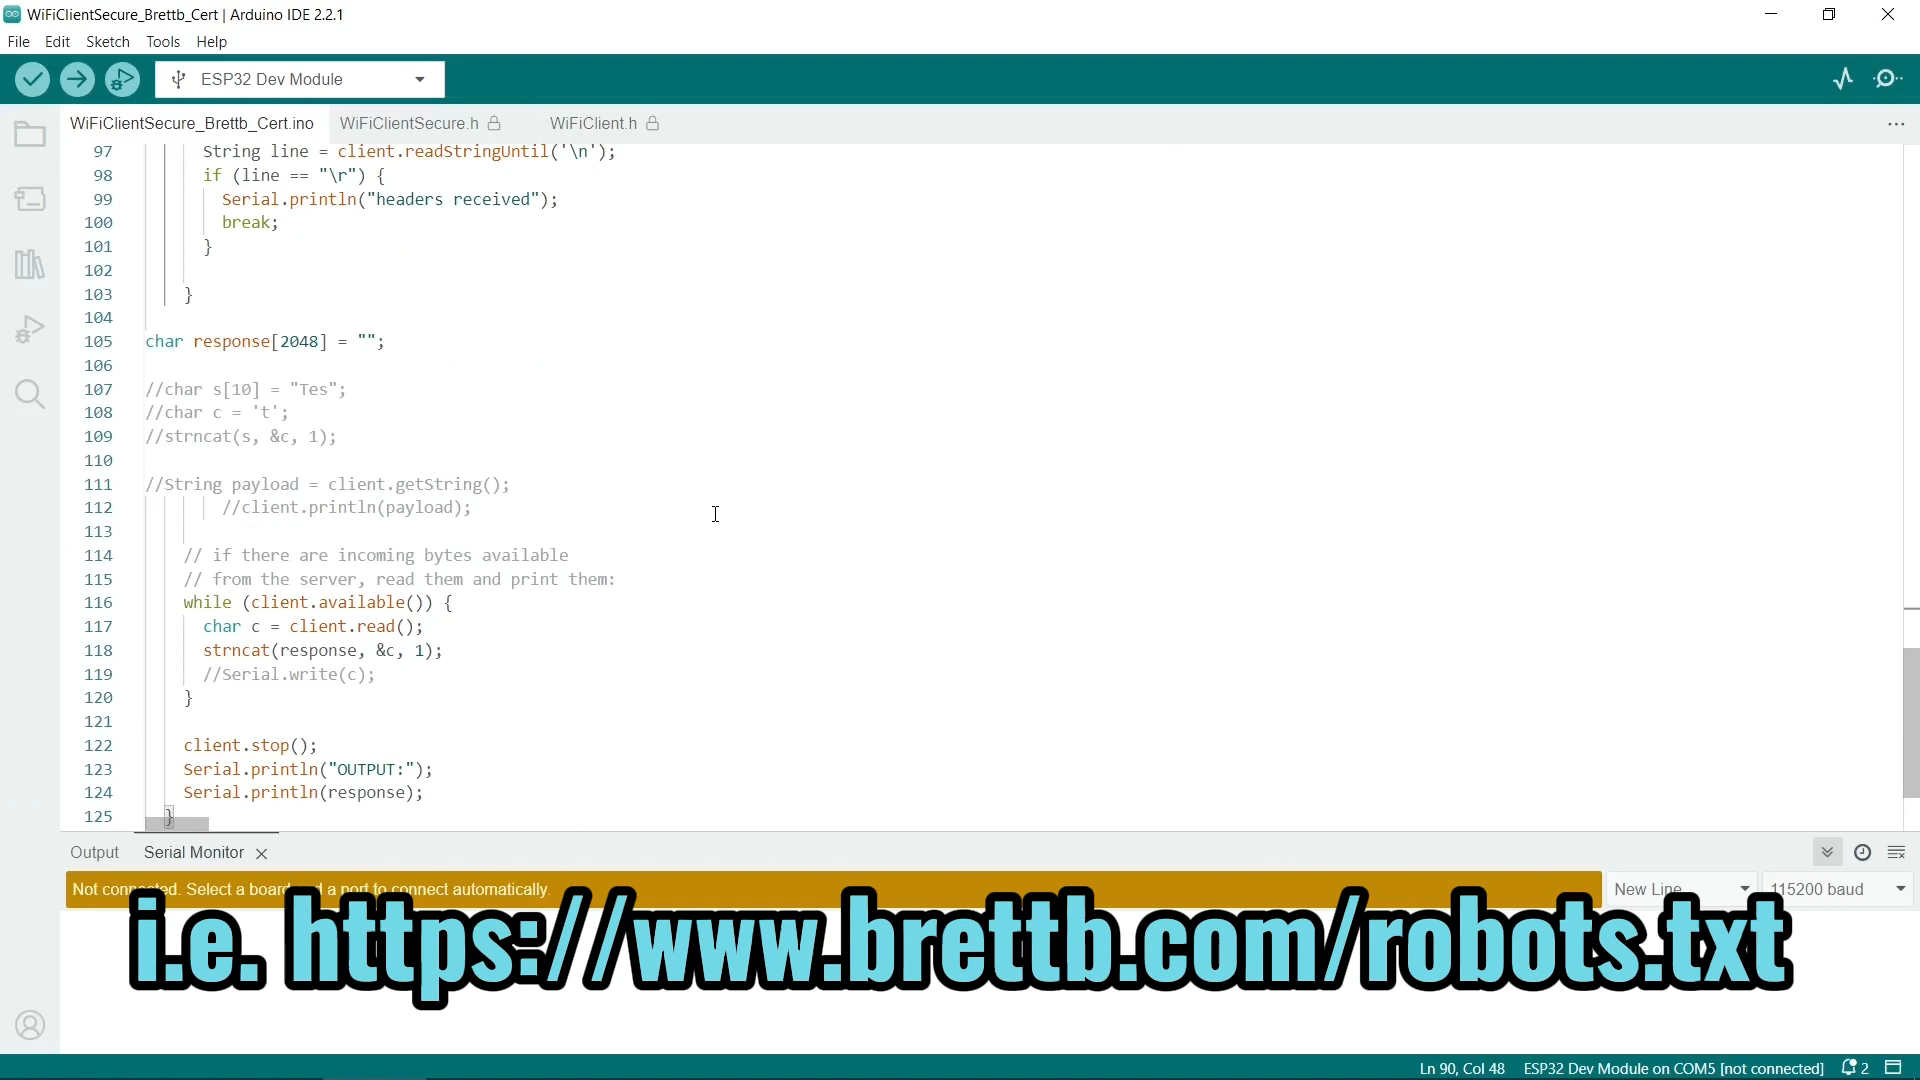 WiFiClientSecure_Brettb_Cert | Arduino IDE 2.2.1
File Edit Sketch Tools Help
ESP32 Dev Module
WiFiClientSecure_Brettb_Cert.ino WiFiClientSecure.h WiFiClient.h
97 String line = client.readStringUntil('\n');
98 if (line == "\r") {
99 Serial.println("headers received");
100 break;
101 }
102
103 }
104
105 char response[2048] = "";
106
107 //char s[10] = "Tes";
108 //char c = 't';
109 //strncat(s, &c, 1);
110
111 //String payload = client.getString();
112 //client.println(payload);
113
114 // if there are incoming bytes available
115 // from the server, read them and print them:
116 while (client.available()) {
117 char c = client.read();
118 strncat(response, &c, 1);
119 //Serial.write(c);
120 }
121
122 client.stop();
123 Serial.println("OUTPUT:");
124 Serial.println(response);
125 }
Output Serial Monitor
Not connected. Select a board and a port to connect automatically. New Line 115200 baud
i.e. https://www.brettb.com/robots.txt
Ln 90, Col 48 ESP32 Dev Module on COM5 [not connected] 2